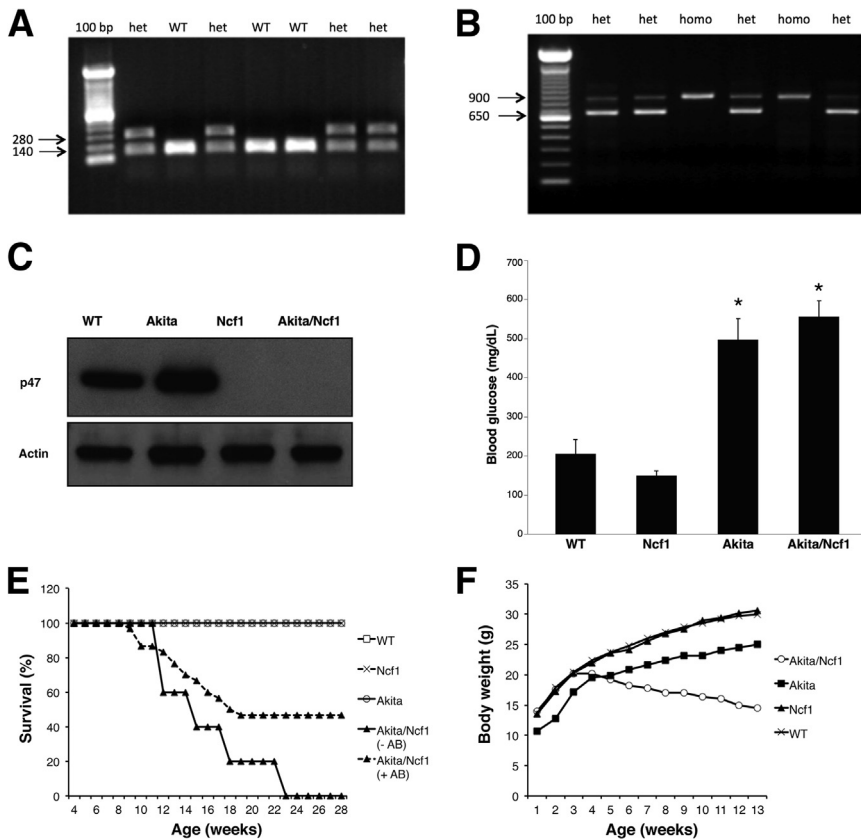 A
100 bp het WT het WT WT het het
280
140
B
100 bp het het homo het homo het
900
650
C
WT Akita Ncf1 Akita/Ncf1
p47
Actin
D
Blood glucose (mg/dL)
700
600
500
400
300
200
100
0
* *
WT Ncf1 Akita Akita/Ncf1
E
Survival (%)
120
100
80
60
40
20
0
4 6 8 10 12 14 16 18 20 22 24 26 28
Age (weeks)
WT
Ncf1
Akita
Akita/Ncf1
(- AB)
Akita/Ncf1
(+ AB)
F
Body weight (g)
35
30
25
20
15
10
5
0
1 2 3 4 5 6 7 8 9 10 11 12 13
Age (weeks)
Akita/Ncf1
Akita
Ncf1
WT